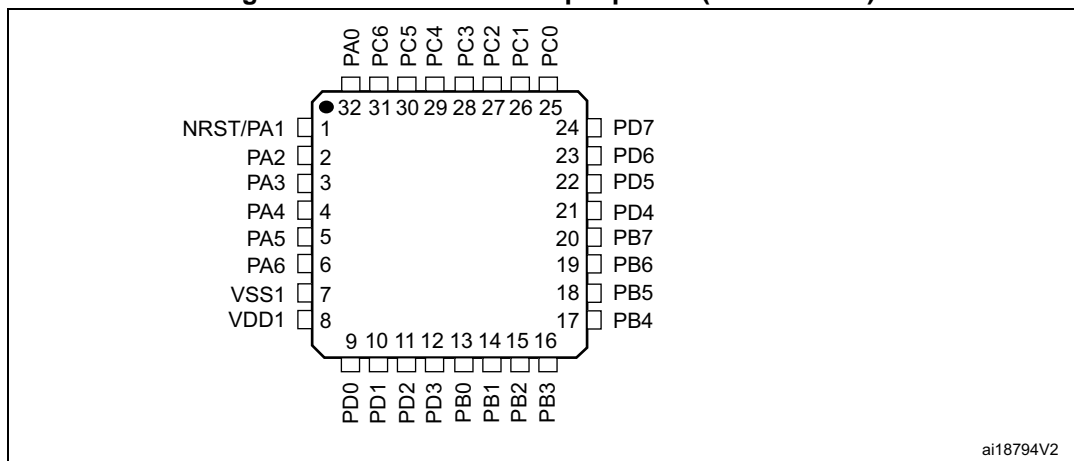 PA0 PC6 PC5 PC4 PC3 PC2 PC1 PC0
32 31 30 29 28 27 26 25
NRST/PA1 1 24 PD7
PA2 2 23 PD6
PA3 3 22 PD5
PA4 4 21 PD4
PA5 5 20 PB7
PA6 6 19 PB6
VSS1 7 18 PB5
VDD1 8 17 PB4
9 10 11 12 13 14 15 16
PD0 PD1 PD2 PD3 PB0 PB1 PB2 PB3
ai18794V2